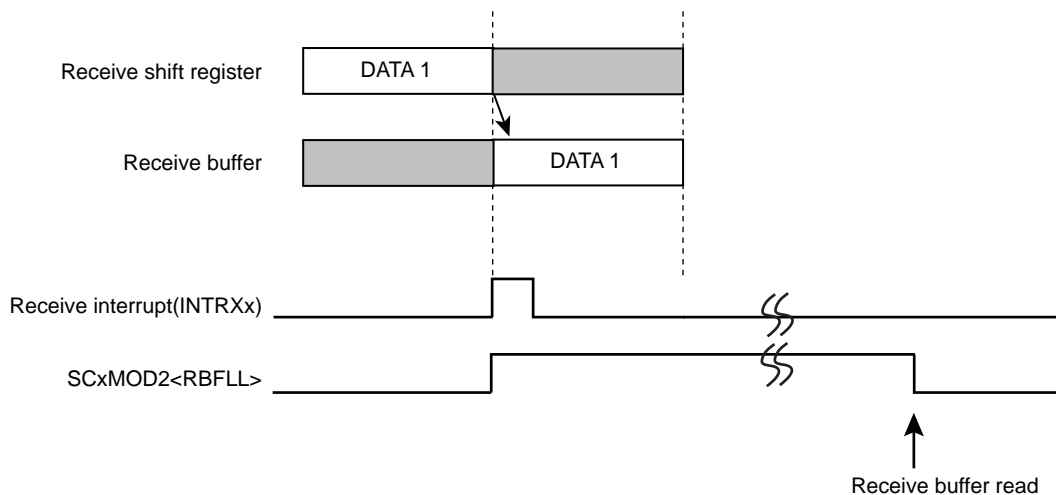 Receive shift register
DATA 1
Receive buffer
DATA 1
Receive interrupt(INTRXx)
SCxMOD2<RBFLL>
Receive buffer read